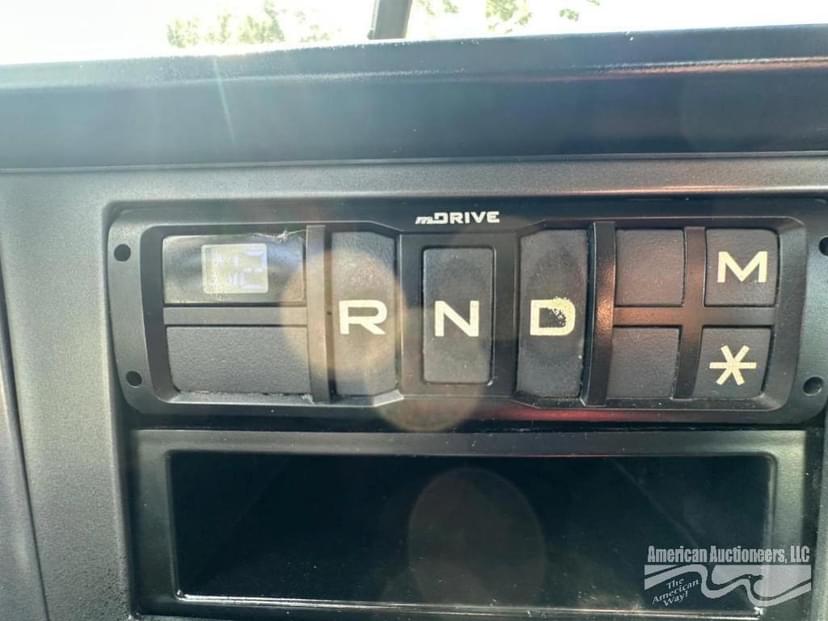 mDRIVE
R N D M
*
American Auctioneers, LLC
The American Way!